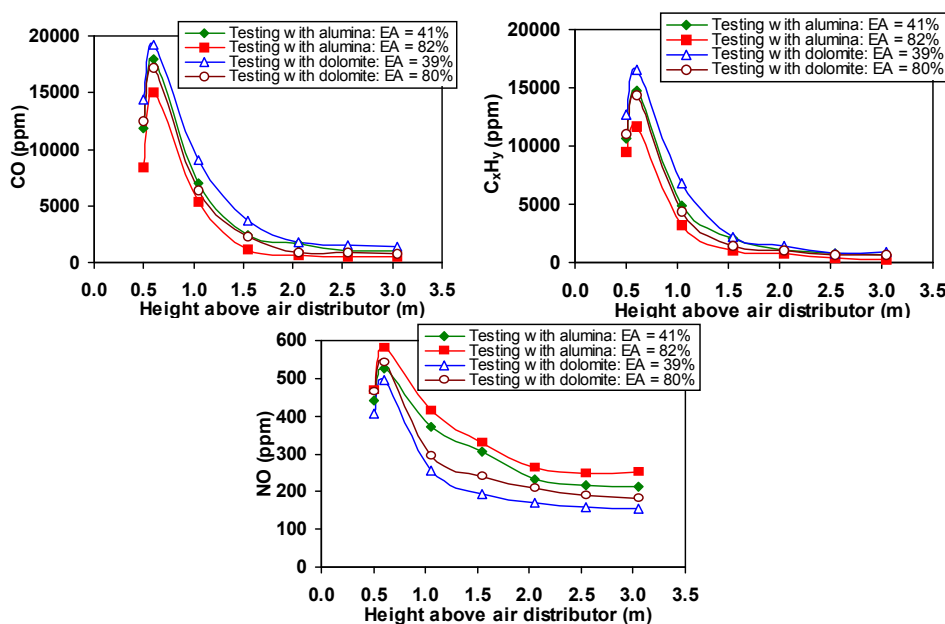 Testing with alumina: EA = 41%
Testing with alumina: EA = 82%
Testing with dolomite: EA = 39%
Testing with dolomite: EA = 80%
20000
15000
10000
5000
0
CO (ppm)
0.0 0.5 1.0 1.5 2.0 2.5 3.0 3.5
Height above air distributor (m)
Testing with alumina: EA = 41%
Testing with alumina: EA = 82%
Testing with dolomite: EA = 39%
Testing with dolomite: EA = 80%
20000
15000
10000
5000
0
CxHy (ppm)
0.0 0.5 1.0 1.5 2.0 2.5 3.0 3.5
Height above air distributor (m)
Testing with alumina: EA = 41%
Testing with alumina: EA = 82%
Testing with dolomite: EA = 39%
Testing with dolomite: EA = 80%
600
500
400
300
200
100
0
NO (ppm)
0.0 0.5 1.0 1.5 2.0 2.5 3.0 3.5
Height above air distributor (m)